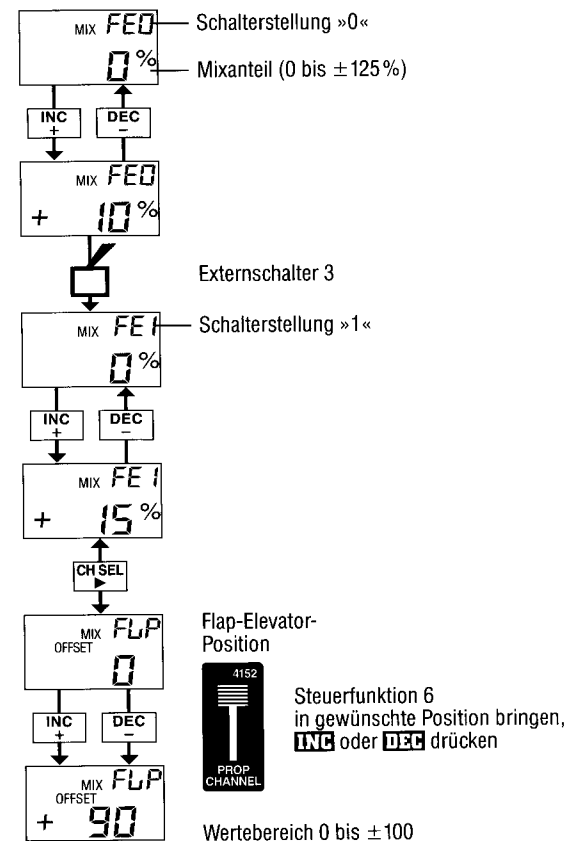 MIX FE0 Schalterstellung »0«
0% Mixanteil (0 bis ±125%)
INC + DEC −
MIX FE0
+ 10%
Externschalter 3
MIX FE1 Schalterstellung »1«
0%
INC + DEC −
MIX FE1
+ 15%
CH SEL ▶
MIX FLP
OFFSET
0
Flap-Elevator-
Position
4152
PROP
CHANNEL
Steuerfunktion 6
in gewünschte Position bringen,
INC oder DEC drücken
INC + DEC −
MIX FLP
OFFSET
+ 90
Wertebereich 0 bis ±100